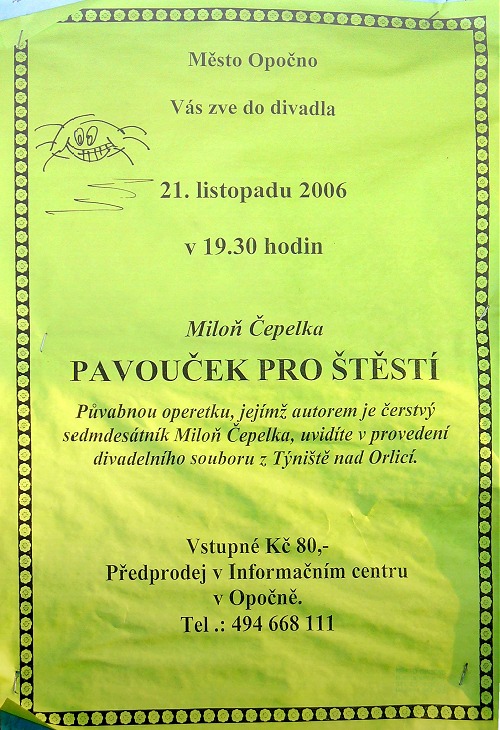 Město Opočno
Vás zve do divadla
21. listopadu 2006
v 19.30 hodin
Miloň Čepelka
PAVOUČEK PRO ŠTĚSTÍ
Půvabnou operetku, jejímž autorem je čerstvý
sedmdesátník Miloň Čepelka, uvidíte v provedení
divadelního souboru z Týniště nad Orlicí.
Vstupné Kč 80,-
Předprodej v Informačním centru
v Opočně.
Tel .: 494 668 111